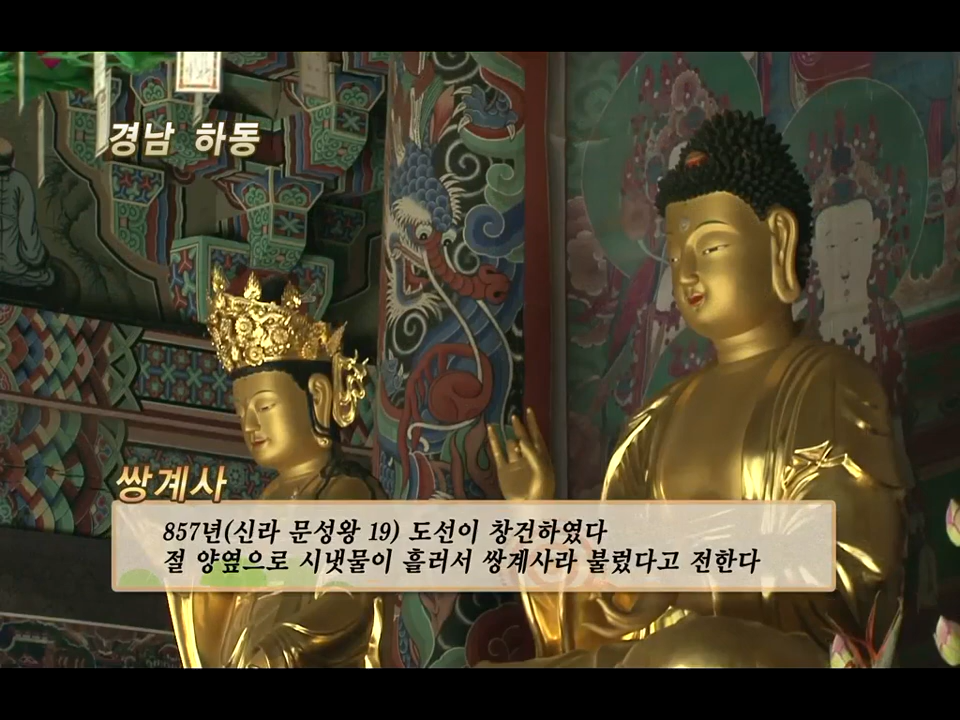 경남 하동
쌍계사
857년(신라 문성왕 19) 도선이 창건하였다
절 양옆으로 시냇물이 흘러서 쌍계사라 불렀다고 전한다